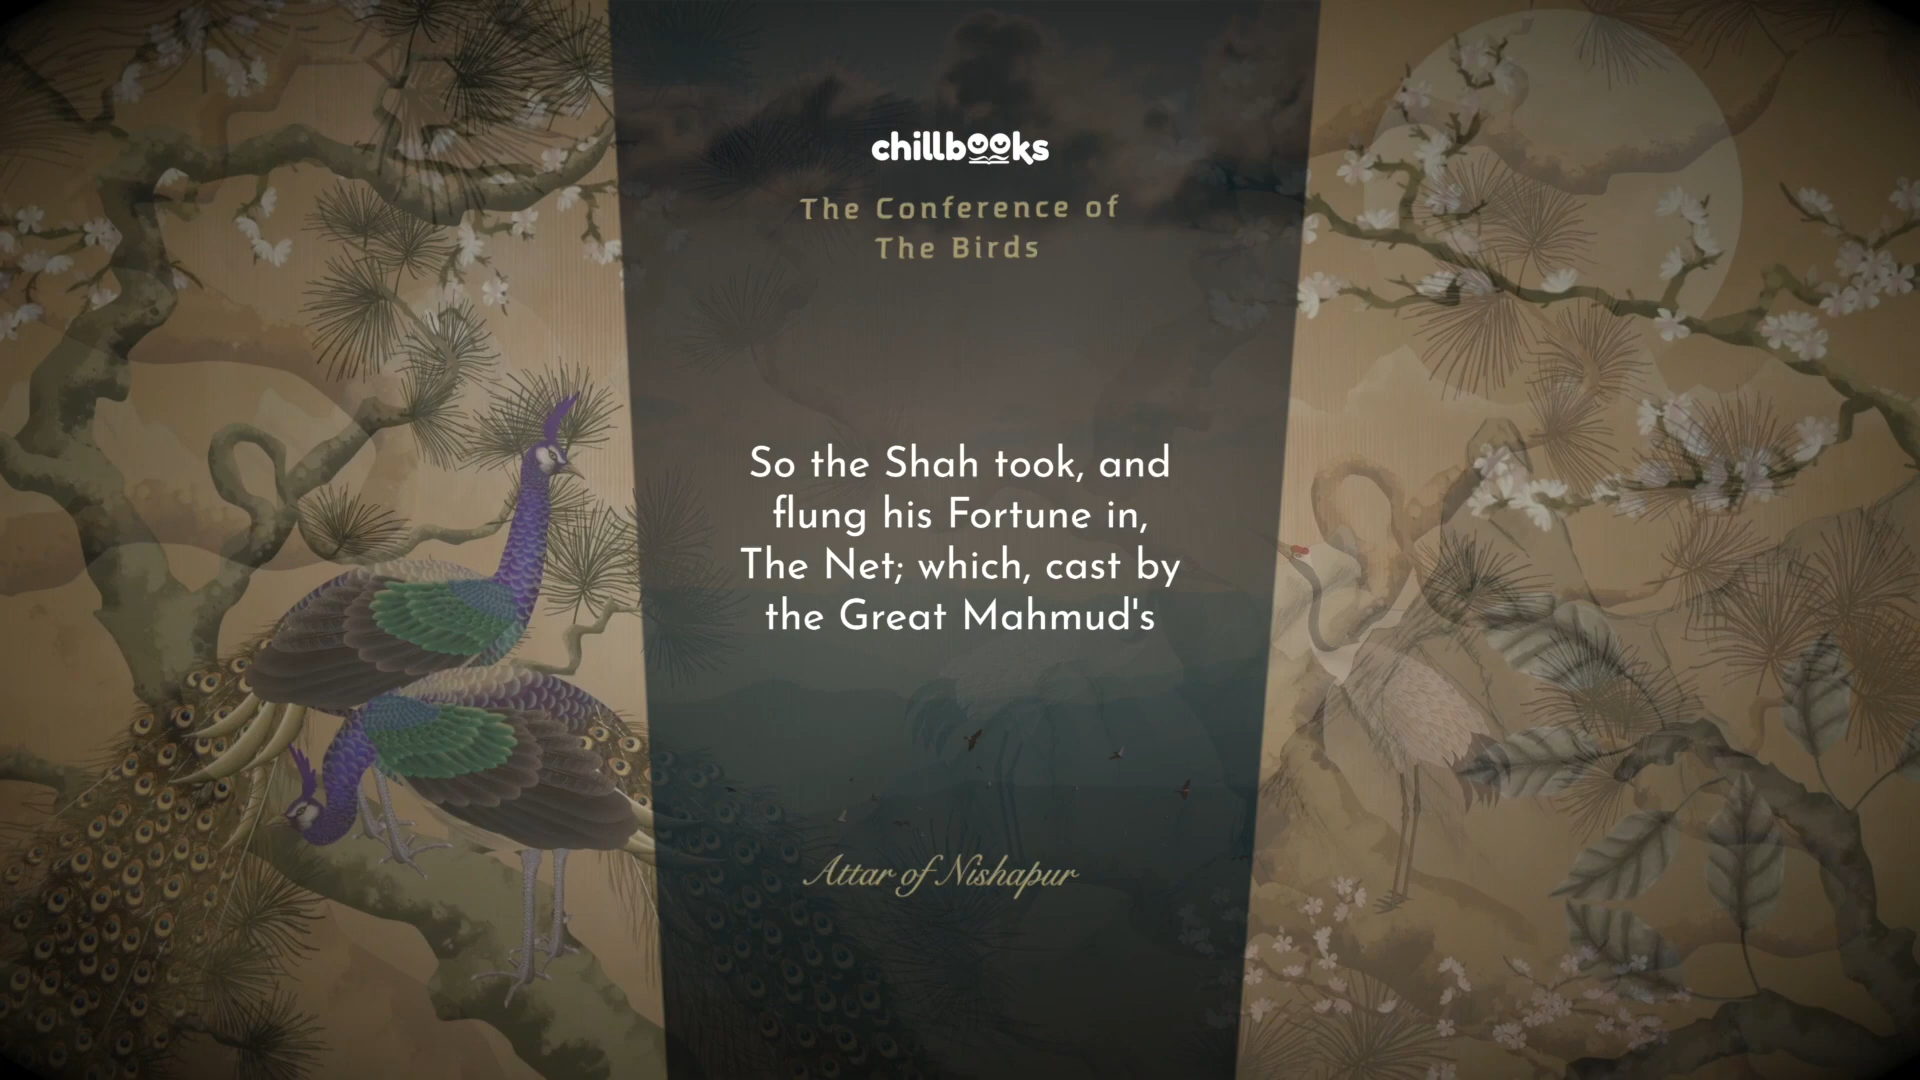 chillbooks
The Conference of
The Birds
So the Shah took, and
flung his Fortune in,
The Net; which, cast by
the Great Mahmud's
Attar of Nishapur